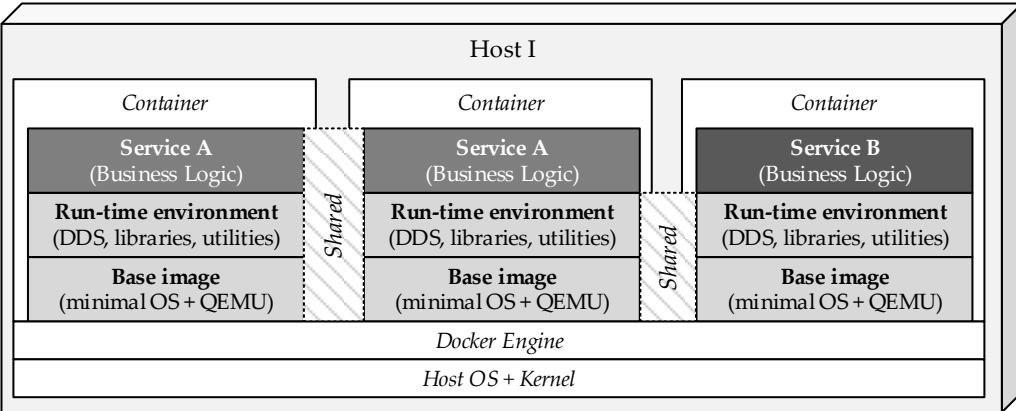 Host I
Container
Service A
(Business Logic)
Run-time environment
(DDS, libraries, utilities)
Base image
(minimal OS + QEMU)
Shared
Container
Service A
(Business Logic)
Run-time environment
(DDS, libraries, utilities)
Base image
(minimal OS + QEMU)
Shared
Container
Service B
(Business Logic)
Run-time environment
(DDS, libraries, utilities)
Base image
(minimal OS + QEMU)
Docker Engine
Host OS + Kernel